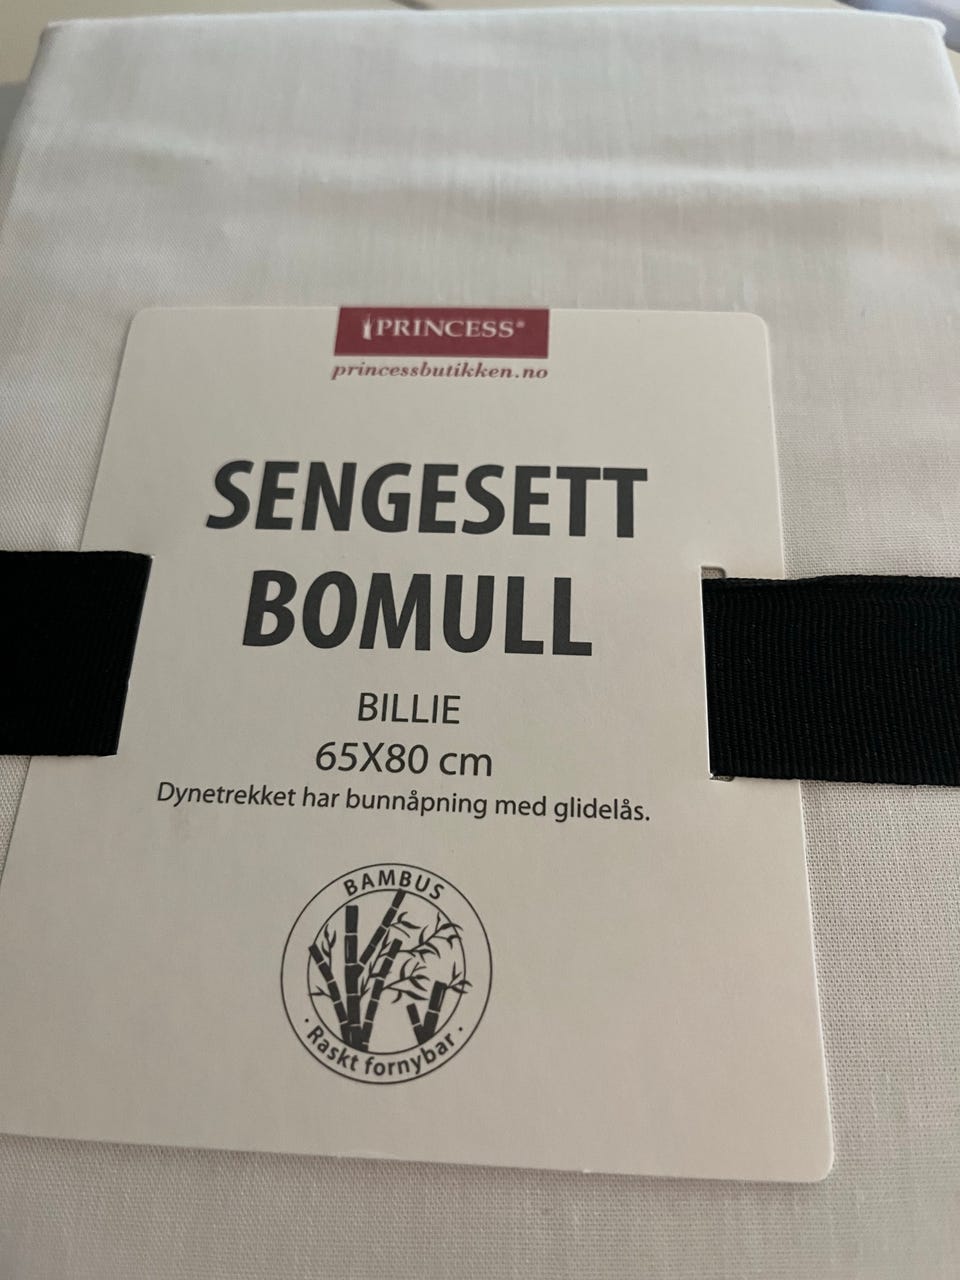 PRINCESS®
princessbutikken.no
SENGESETT
BOMULL
BILLIE
65X80 cm
Dynetrekket har bunnåpning med glidelås.
BAMBUS
· Raskt fornybar ·